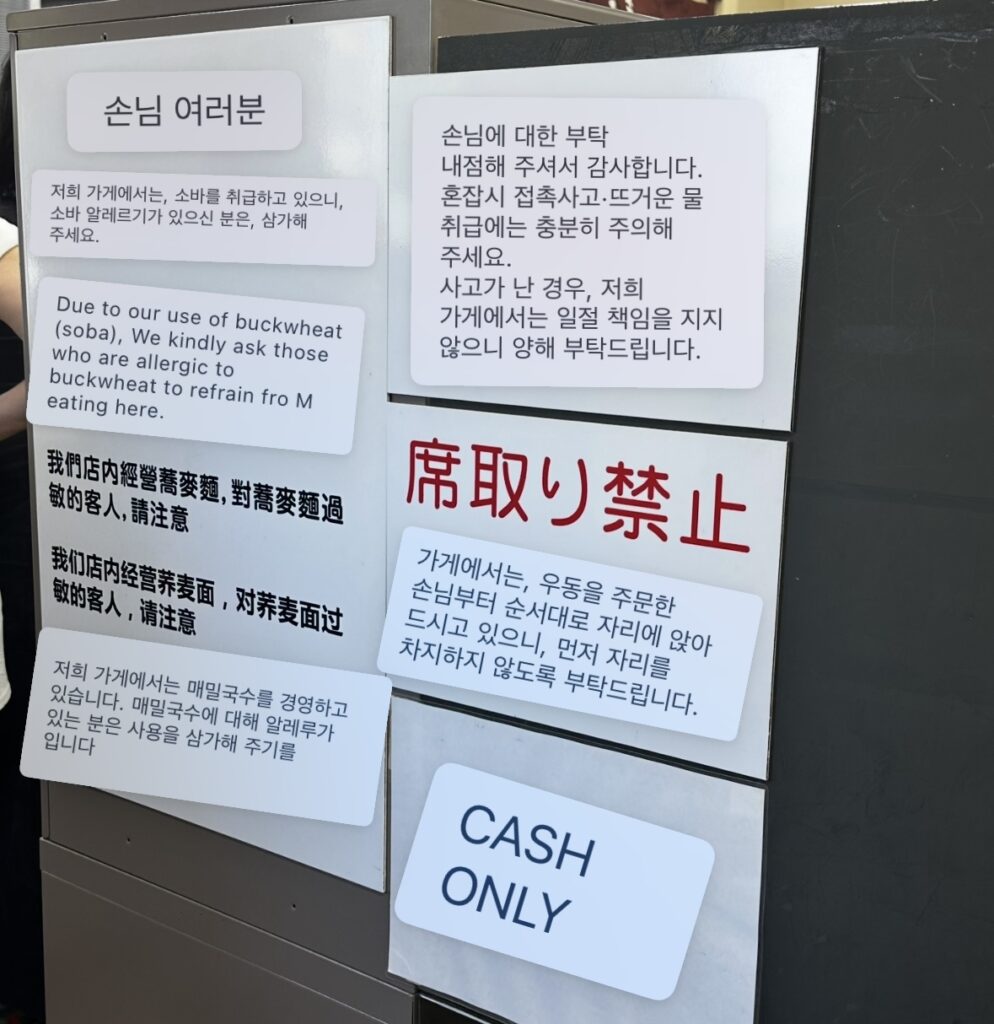 손님 여러분
저희 가게에서는, 소바를 취급하고 있으니,
소바 알레르기가 있으신 분은, 삼가해
주세요.
Due to our use of buckwheat
(soba), We kindly ask those
who are allergic to
buckwheat to refrain fro M
eating here.
我們店内經營蕎麥麵,對蕎麥麵過
敏的客人,請注意
我们店内经营荞麦面，对荞麦面过
敏的客人，请注意
저희 가게에서는 매밀국수를 경영하고
있습니다. 매밀국수에 대해 알레루가
있는 분은 사용을 삼가해 주기를
입니다
손님에 대한 부탁
내점해 주셔서 감사합니다.
혼잡시 접촉사고·뜨거운 물
취급에는 충분히 주의해
주세요.
사고가 난 경우, 저희
가게에서는 일절 책임을 지지
않으니 양해 부탁드립니다.
席取り禁止
가게에서는, 우동을 주문한
손님부터 순서대로 자리에 앉아
드시고 있으니, 먼저 자리를
차지하지 않도록 부탁드립니다.
CASH
ONLY